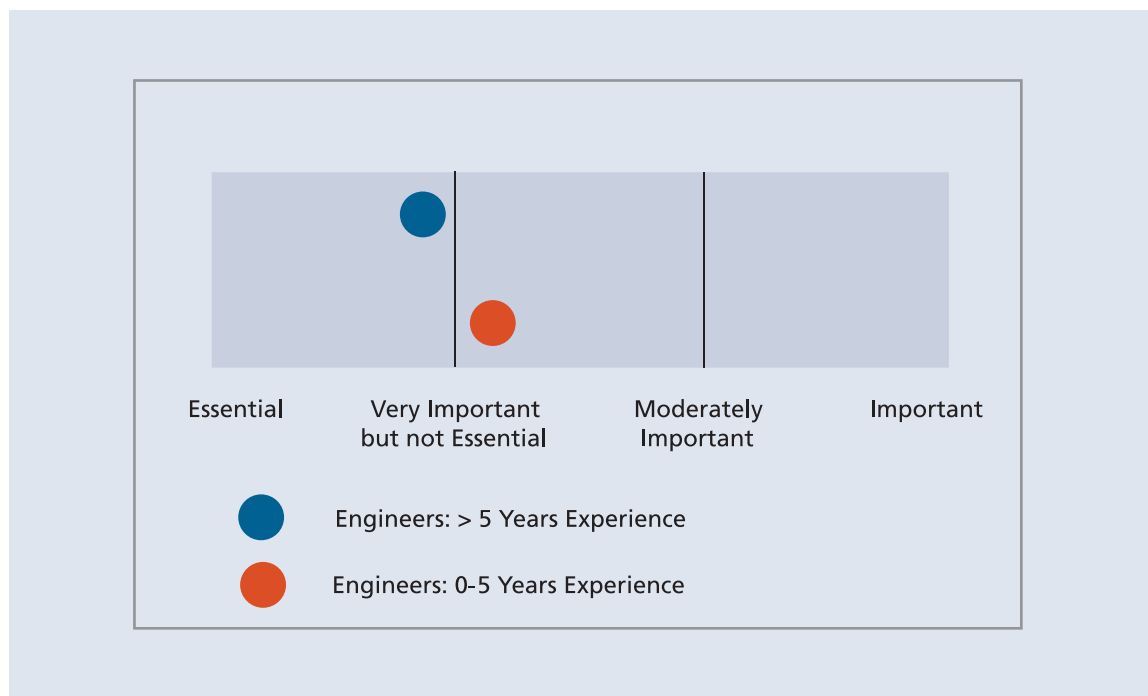 Essential
Very Important
but not Essential
Moderately
Important
Important
Engineers: > 5 Years Experience
Engineers: 0-5 Years Experience